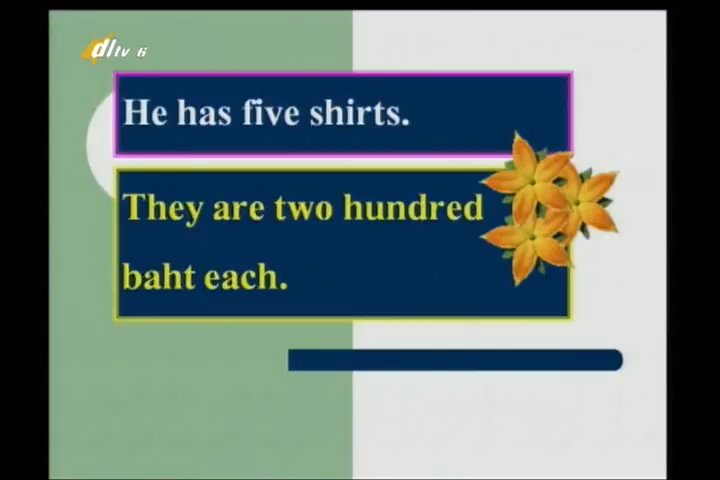 dltv 6
He has five shirts.
They are two hundred
baht each.